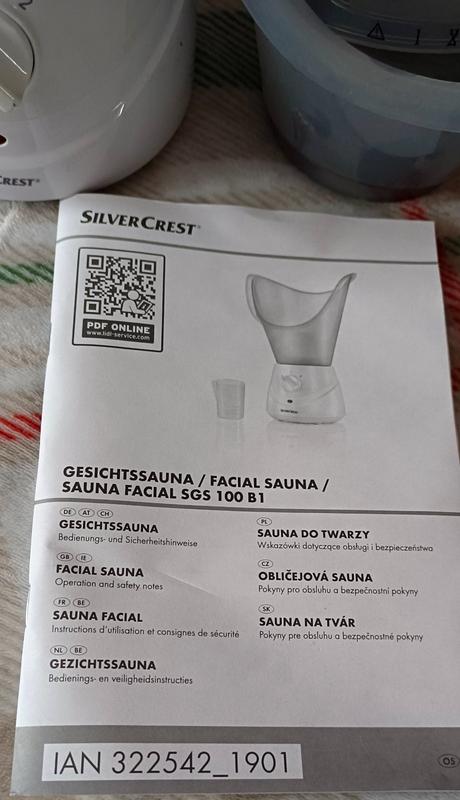 2
CREST®
SILVERCREST®
PDF ONLINE
www.lidl-service.com
SILVERCREST
GESICHTSSAUNA / FACIAL SAUNA /
SAUNA FACIAL SGS 100 B1
DE AT CH
GESICHTSSAUNA
Bedienungs- und Sicherheitshinweise
GB IE
FACIAL SAUNA
Operation and safety notes
FR BE
SAUNA FACIAL
Instructions d'utilisation et consignes de sécurité
NL BE
GEZICHTSSAUNA
Bedienings- en veiligheidsinstructies
PL
SAUNA DO TWARZY
Wskazówki dotyczące obsługi i bezpieczeństwa
CZ
OBLIČEJOVÁ SAUNA
Pokyny pro obsluhu a bezpečnostní pokyny
SK
SAUNA NA TVÁR
Pokyny pre obsluhu a bezpečnostné pokyny
IAN 322542_1901
OS